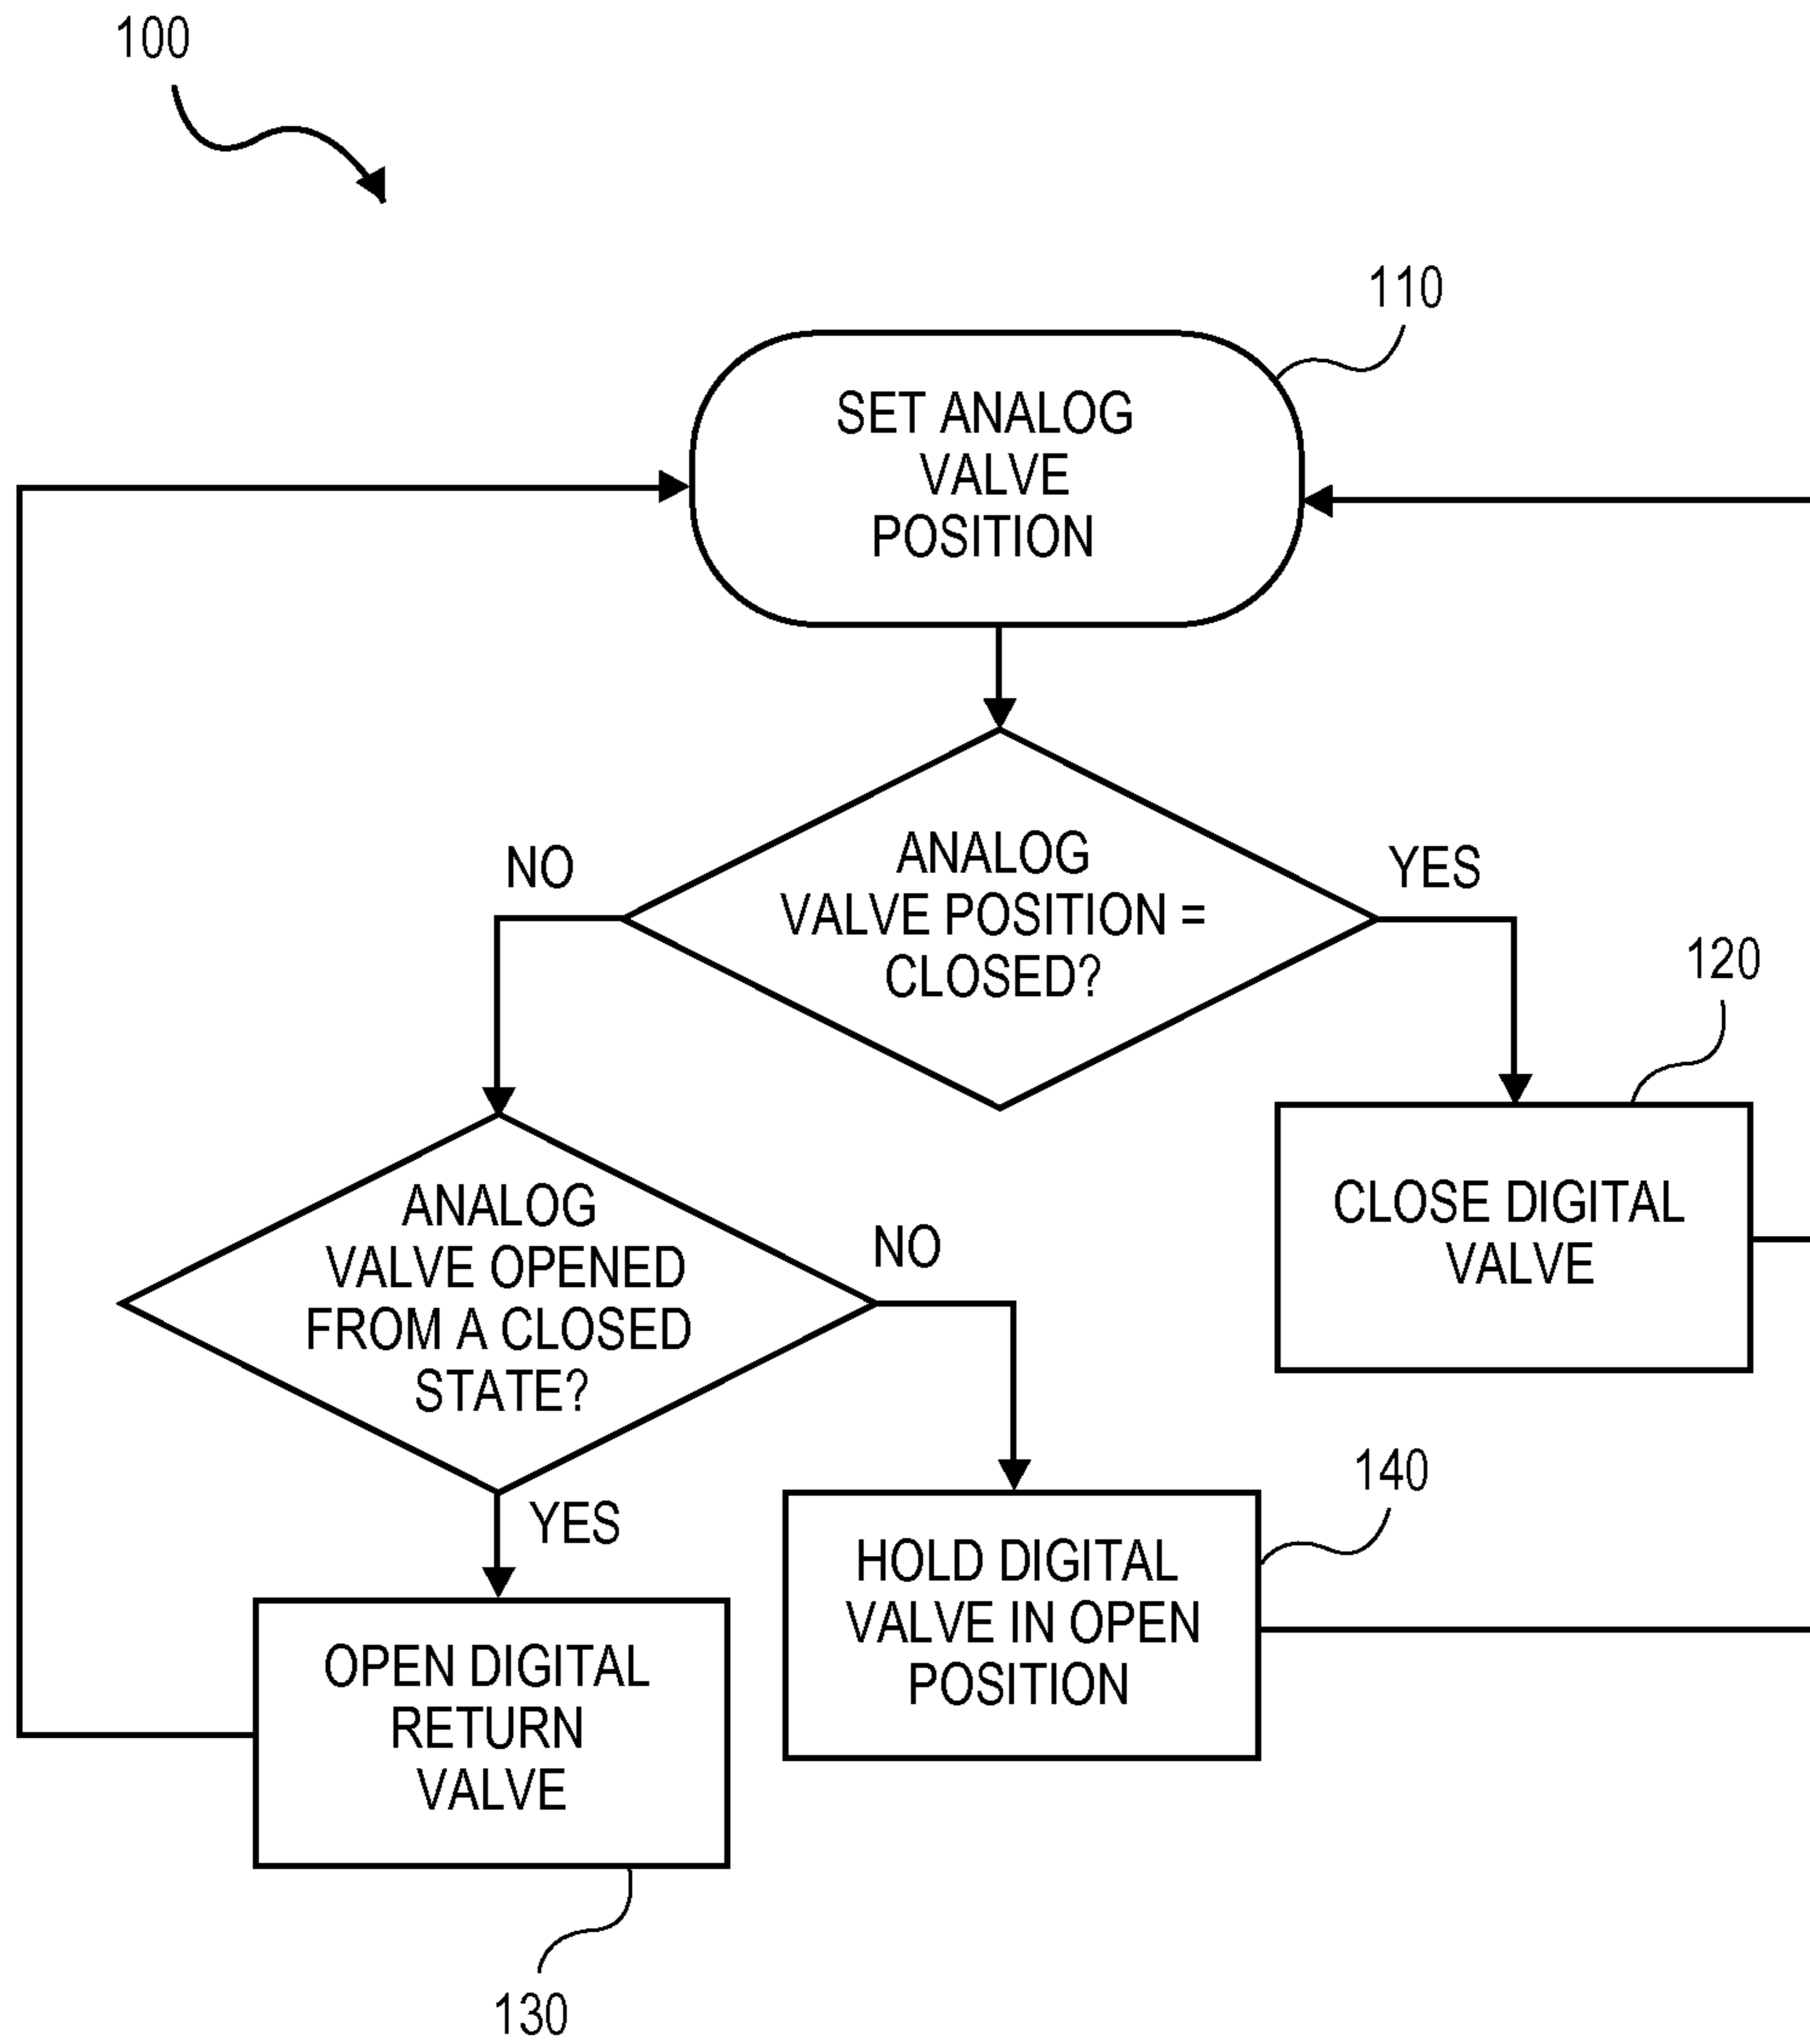 100
110
SET ANALOG
VALVE
POSITION
ANALOG
VALVE POSITION =
CLOSED?
NO
YES
120
CLOSE DIGITAL
VALVE
ANALOG
VALVE OPENED
FROM A CLOSED
STATE?
NO
YES
140
HOLD DIGITAL
VALVE IN OPEN
POSITION
OPEN DIGITAL
RETURN
VALVE
130